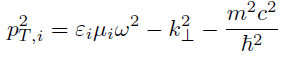 $p_{T,i}^2 = \varepsilon_i \mu_i \omega^2 - k_\perp^2 - \frac{m^2 c^2}{\hbar^2}$